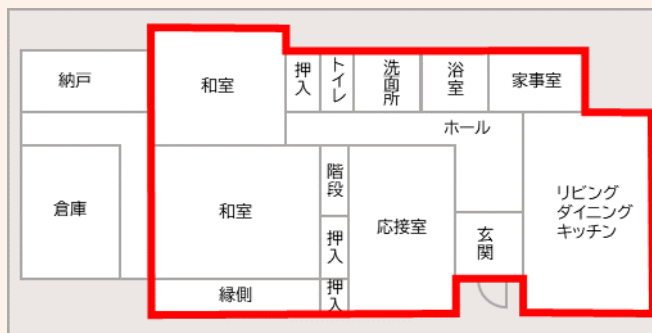 納戸
和室
押入
トイレ
洗面所
浴室
家事室
ホール
倉庫
和室
階段
押入
応接室
玄関
リビング
ダイニング
キッチン
縁側
押入